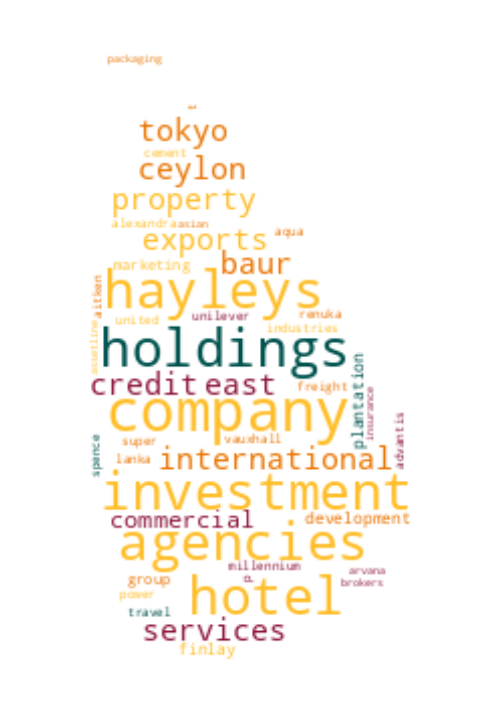 packaging
tokyo
cement
ceylon
property
alexandra asian
aqua
exports
baur
marketing
aitken
hayleys
unilever renuka
united
industries
assetline
holdings
credit east
freight
plantation
insurance
company
advantis
super vauxhall
spence
lanka international
investment
commercial development
agencies
millennium
arvana
group
brokers
power
hotel
travel
services
finlay